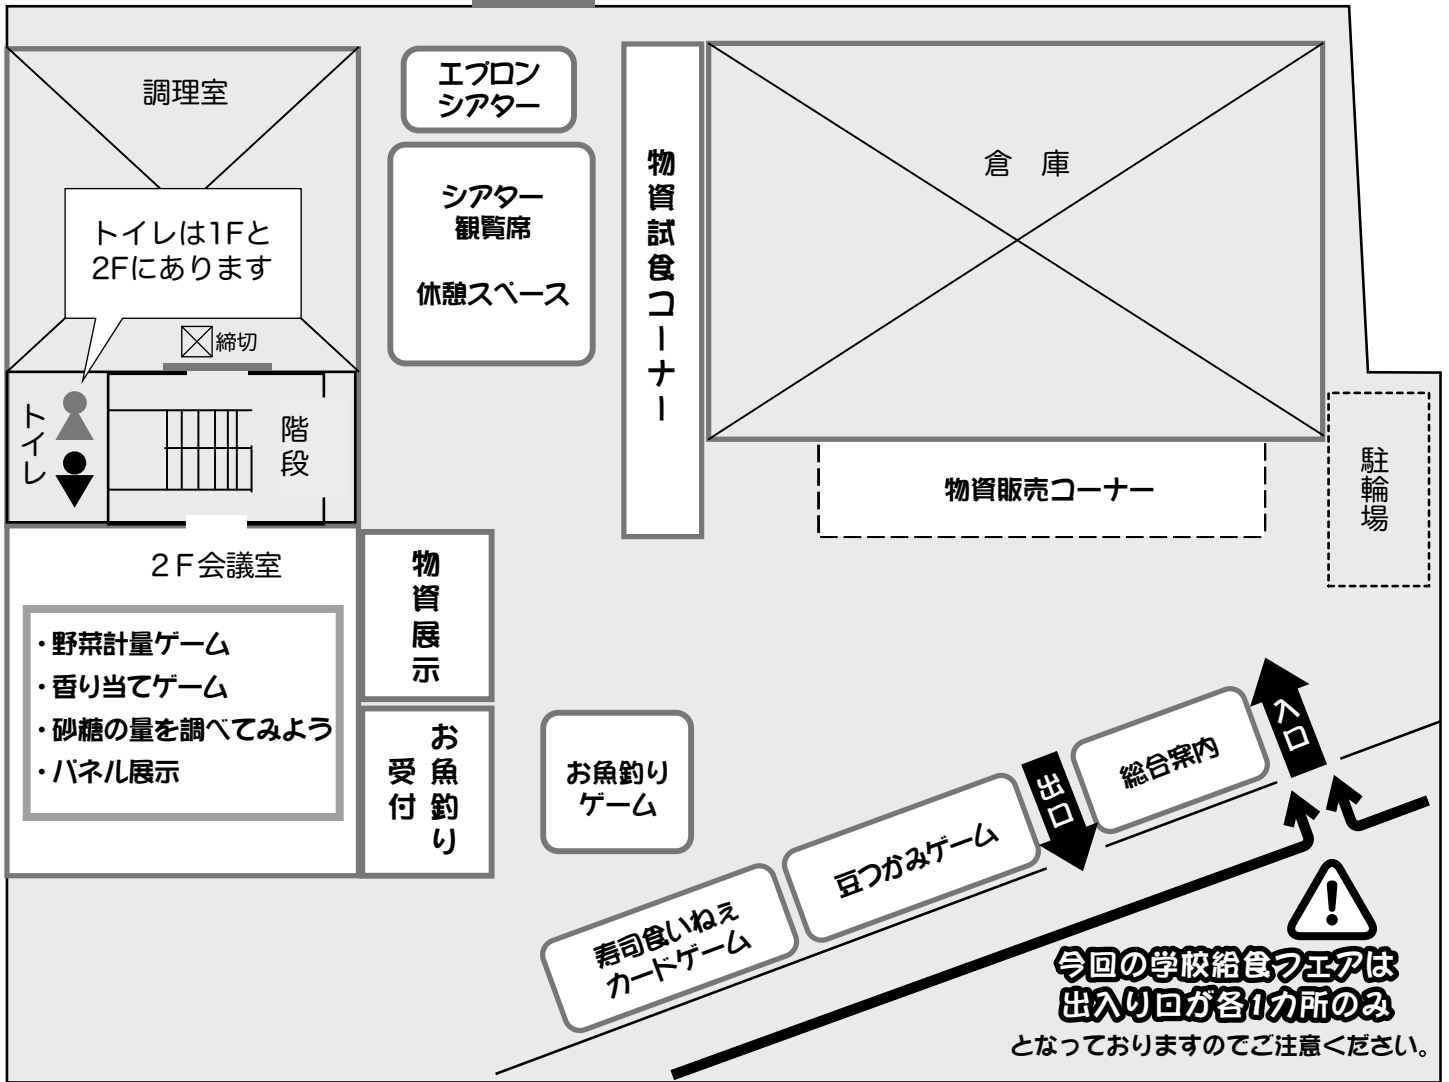 調理室
エプロン
シアター
シアター
観覧席
休憩スペース
物資試食コーナー
倉 庫
トイレは1Fと
2Fにあります
締切
トイレ
階段
物資販売コーナー
駐輪場
2F会議室
・野菜計量ゲーム
・香り当てゲーム
・砂糖の量を調べてみよう
・パネル展示
物資展示
お魚釣り
受付
お魚釣り
ゲーム
入口
総合案内
出口
豆つかみゲーム
寿司食いねぇ
カードゲーム
今回の学校給食フェアは
出入り口が各1カ所のみ
となっておりますのでご注意ください。